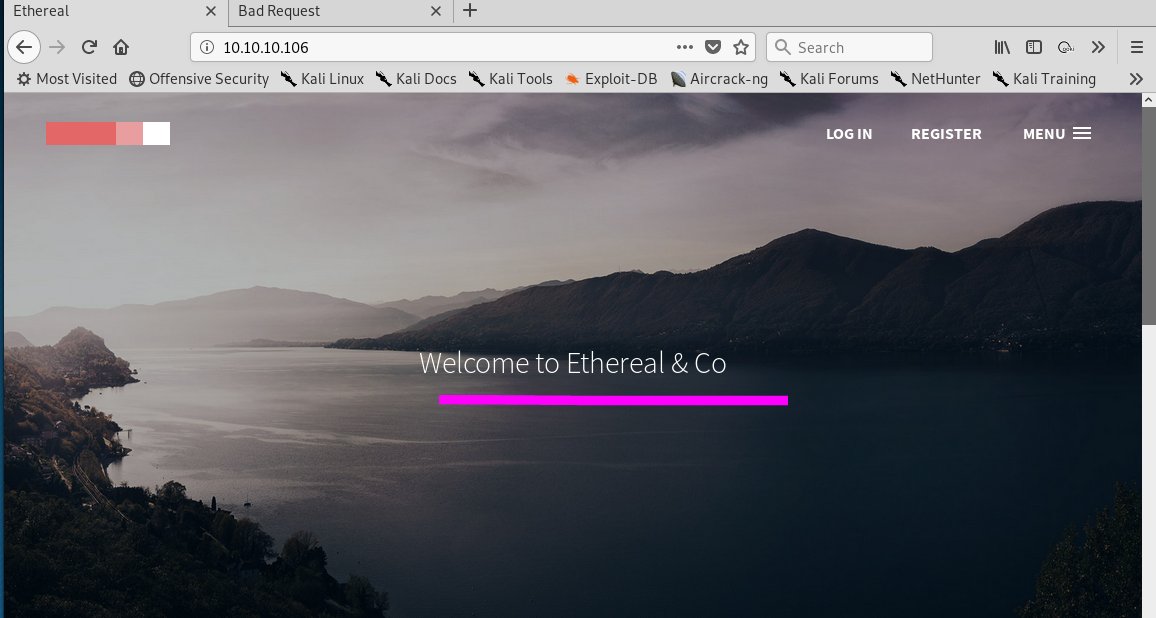 Ethereal Bad Request
10.10.10.106 Search
Most Visited Offensive Security Kali Linux Kali Docs Kali Tools Exploit-DB Aircrack-ng Kali Forums NetHunter Kali Training
LOG IN REGISTER MENU
Welcome to Ethereal & Co